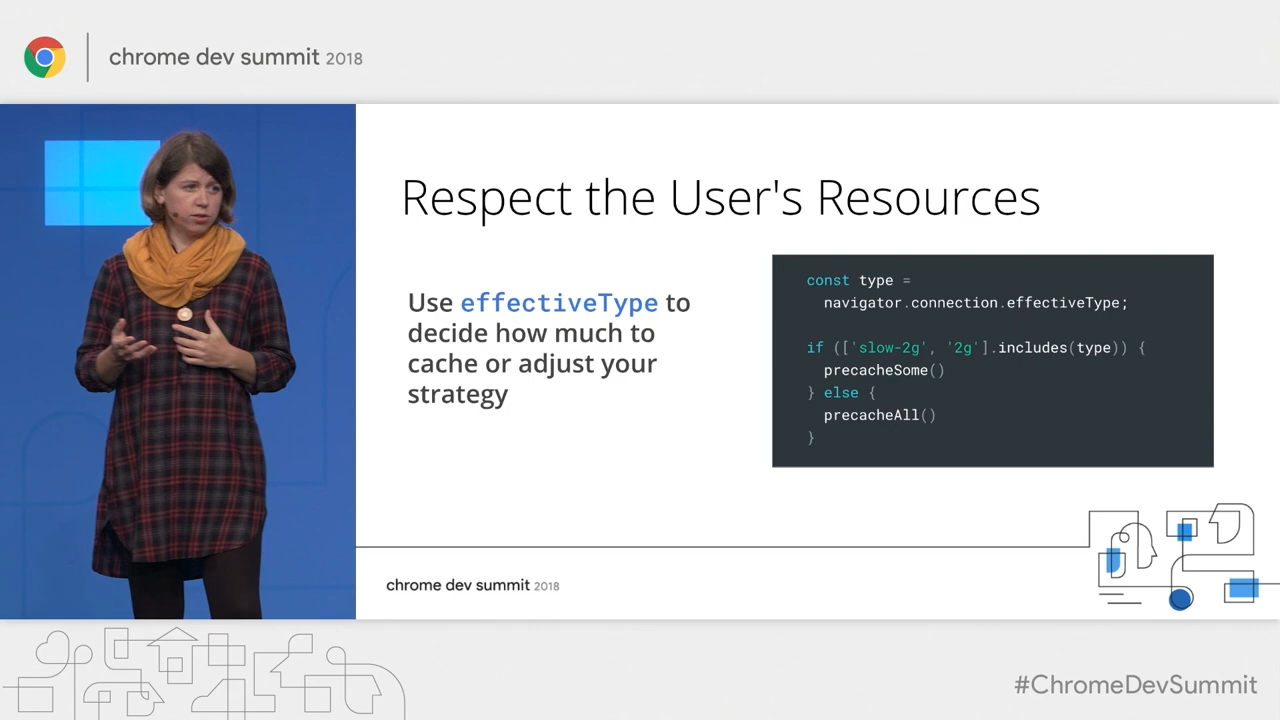 chrome dev summit 2018
Respect the User's Resources
Use effectiveType to
decide how much to
cache or adjust your
strategy
const type =
navigator.connection.effectiveType;
if (['slow-2g', '2g'].includes(type)) {
precacheSome()
} else {
precacheAll()
}
chrome dev summit 2018
#ChromeDevSummit